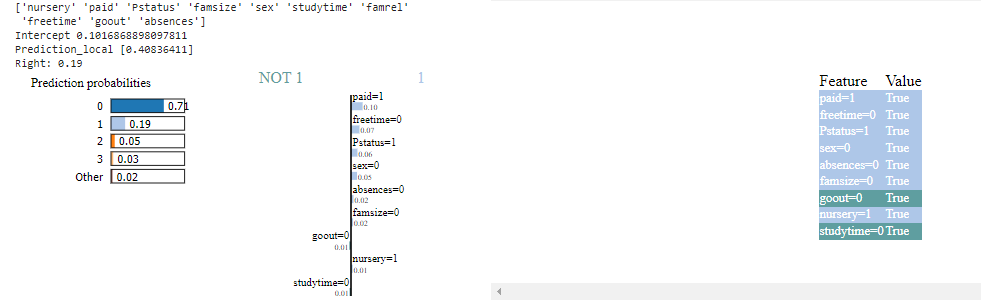 ['nursery' 'paid' 'Pstatus' 'famsize' 'sex' 'studytime' 'famrel'
'freetime' 'goout' 'absences']
Intercept 0.1016868898097811
Prediction_local [0.40836411]
Right: 0.19
Prediction probabilities
0 0.71
1 0.19
2 0.05
3 0.03
Other 0.02
NOT 1 1
paid=1
0.10
freetime=0
0.07
Pstatus=1
0.06
sex=0
0.05
absences=0
0.02
famsize=0
0.02
goout=0
0.01
nursery=1
0.01
studytime=0
0.01
Feature Value
paid=1 True
freetime=0 True
Pstatus=1 True
sex=0 True
absences=0 True
famsize=0 True
goout=0 True
nursery=1 True
studytime=0 True